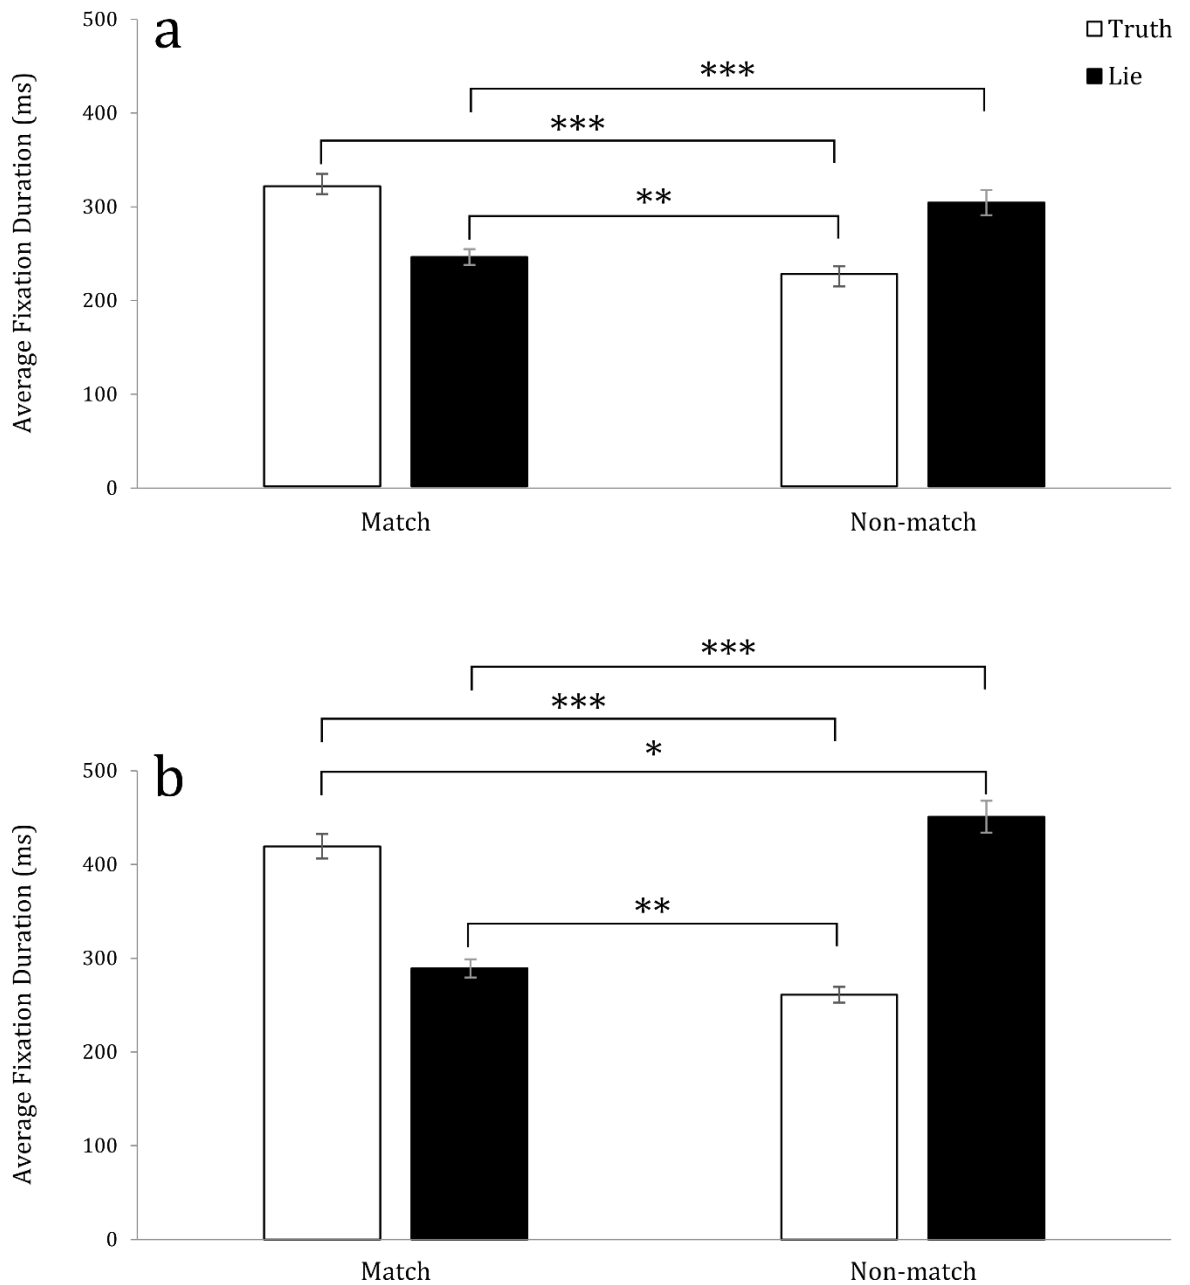 a
Truth
Lie
Average Fixation Duration (ms)
500
400
300
200
100
0
***
***
**
Match
Non-match
b
Average Fixation Duration (ms)
***
***
*
**
500
400
300
200
100
0
Match
Non-match